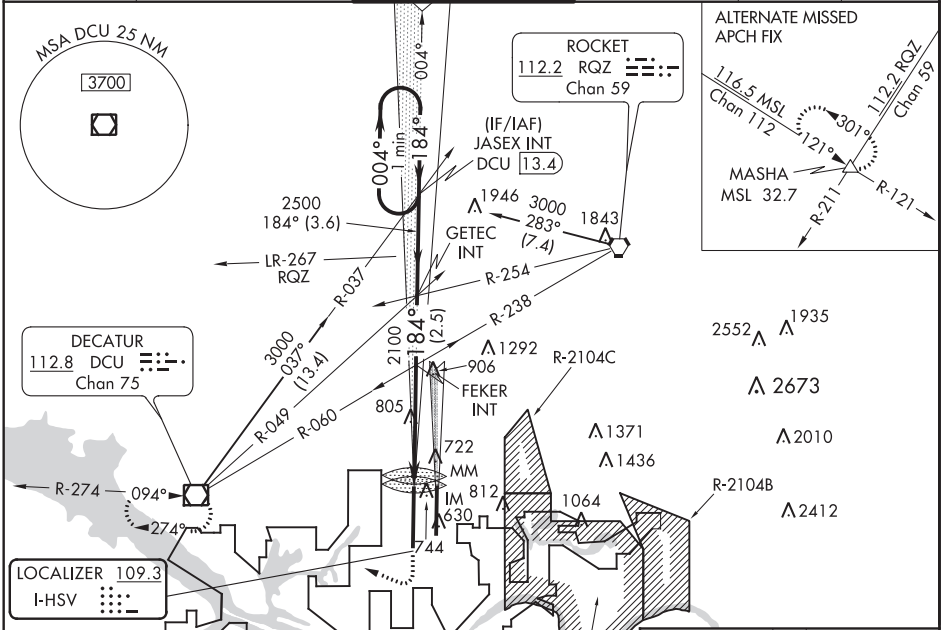 MSA DCU 25 NM
3700
004°
1 min
184°
004°
(IF/IAF)
JASEX INT
DCU 13.4
ROCKET
112.2 RQZ
Chan 59
ALTERNATE MISSED
APCH FIX
116.5 MSL
Chan 112
112.2 RQZ
Chan 59
301°
121°
MASHA
MSL 32.7
R-211
R-121
2500
184° (3.6)
LR-267
RQZ
1946
3000
283°
(7.4)
1843
GETEC
INT
R-254
R-037
R-238
DECATUR
112.8 DCU
Chan 75
3000
037°
(13.4)
2100
184°
(2.5)
R-049
R-060
1292
906
FEKER
INT
805
R-2104C
2552
1935
2673
2010
2412
1371
1436
722
MM
IM
630
812
1064
R-2104B
R-274
094°
274°
744
LOCALIZER 109.3
I-HSV